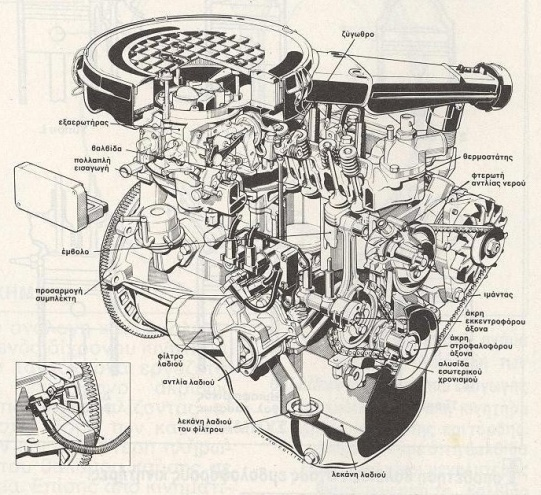 ζύγωθρο
εξαερωτήρας
βαλβίδα
πολλαπλή
εισαγωγή
θερμοστάτης
φτερωτή
αντλίας νερού
έμβολο
προσαρμογή
συμπλέκτη
ιμάντας
άκρη
εκκεντροφόρου
άξονα
άκρη
στροφαλοφόρου
άξονα
αλυσίδα
εσωτερικού
χρονισμού
φίλτρο
λαδιού
αντλία λαδιού
λεκάνη λαδιού
του φίλτρου
λεκάνη λαδιού